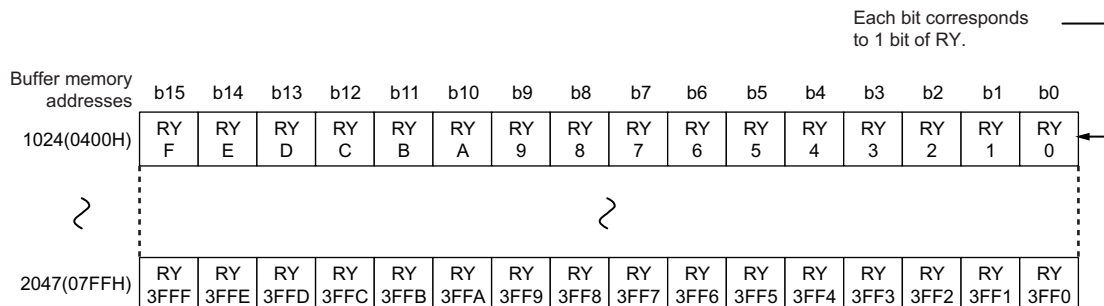 Each bit corresponds
to 1 bit of RY.
Buffer memory
addresses
b15 b14 b13 b12 b11 b10 b9 b8 b7 b6 b5 b4 b3 b2 b1 b0
1024(0400H)
RY RY RY RY RY RY RY RY RY RY RY RY RY RY RY RY
F E D C B A 9 8 7 6 5 4 3 2 1 0
2047(07FFH)
RY RY RY RY RY RY RY RY RY RY RY RY RY RY RY RY
3FFF 3FFE 3FFD 3FFC 3FFB 3FFA 3FF9 3FF8 3FF7 3FF6 3FF5 3FF4 3FF3 3FF2 3FF1 3FF0